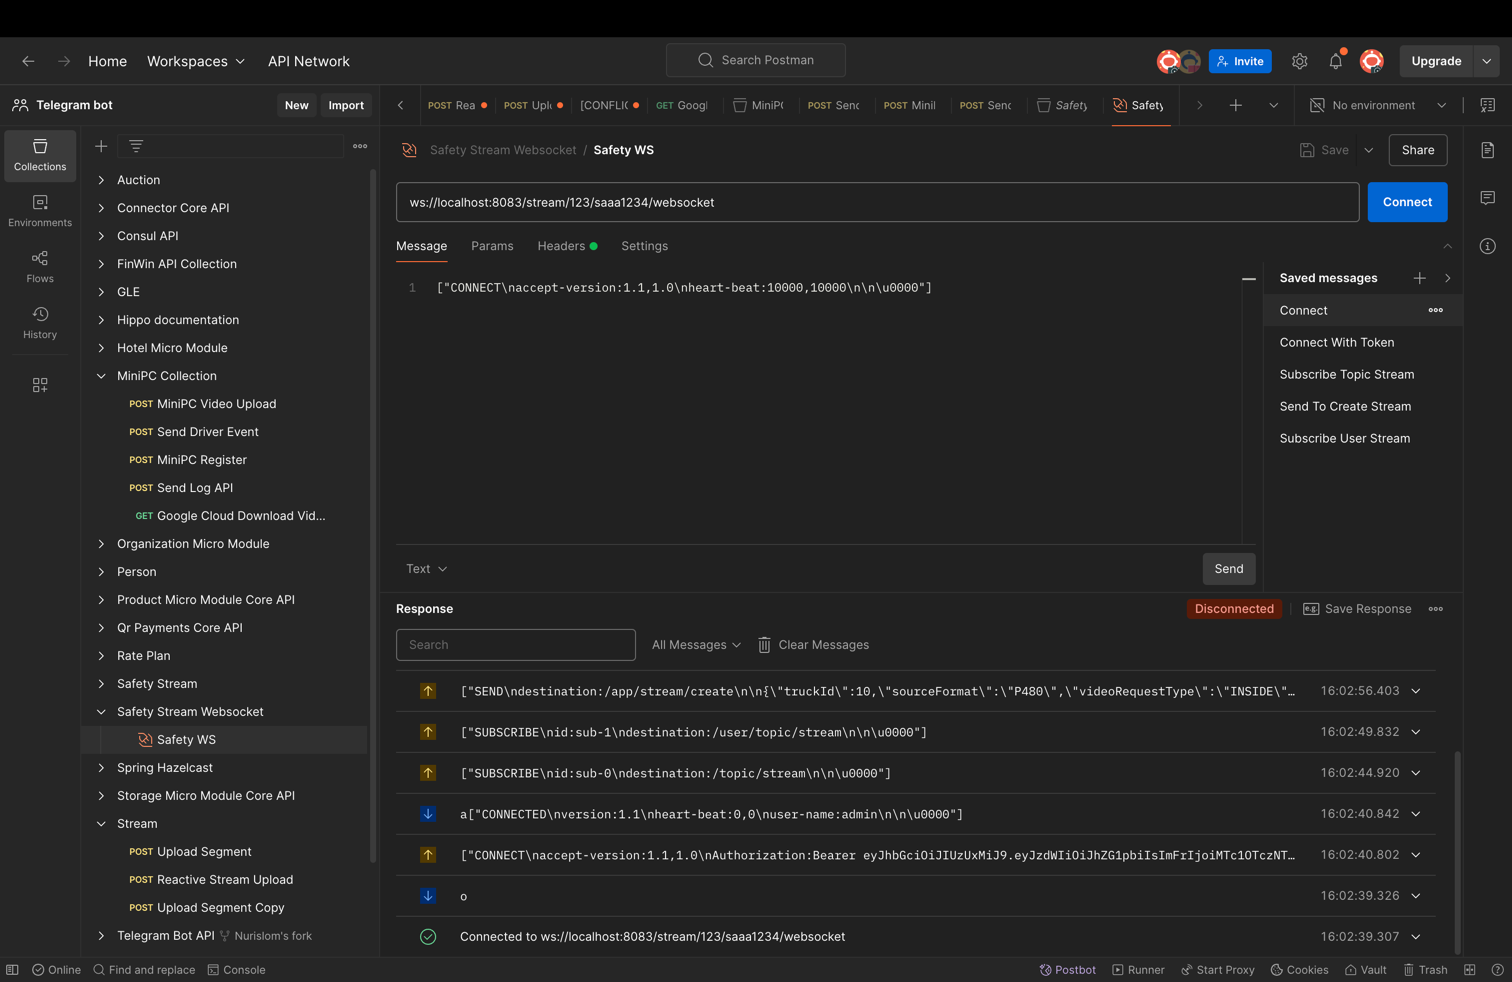 Home
Workspaces
API Network
Search Postman
Invite
Upgrade
Telegram bot
New
Import
POST Rea
POST Uplo
[CONFLIC
GET Googl
MiniPC
POST Send
POST MiniI
POST Senc
Safety
Safety
No environment
Collections
Environments
Flows
History
Auction
Connector Core API
Consul API
FinWin API Collection
GLE
Hippo documentation
Hotel Micro Module
MiniPC Collection
POST MiniPC Video Upload
POST Send Driver Event
POST MiniPC Register
POST Send Log API
GET Google Cloud Download Vid...
Organization Micro Module
Person
Product Micro Module Core API
Qr Payments Core API
Rate Plan
Safety Stream
Safety Stream Websocket
Safety WS
Spring Hazelcast
Storage Micro Module Core API
Stream
POST Upload Segment
POST Reactive Stream Upload
POST Upload Segment Copy
Telegram Bot API Nurislom's fork
Safety Stream Websocket / Safety WS
Save
Share
ws://localhost:8083/stream/123/saaa1234/websocket
Connect
Message
Params
Headers
Settings
1 ["CONNECT\naccept-version:1.1,1.0\nheart-beat:10000,10000\n\n\u0000"]
Saved messages
Connect
Connect With Token
Subscribe Topic Stream
Send To Create Stream
Subscribe User Stream
Text
Send
Response
Disconnected
e.g.
Save Response
Search
All Messages
Clear Messages
["SEND\ndestination:/app/stream/create\n\n{\"truckId\":10,\"sourceFormat\":\"P480\",\"videoRequestType\":\"INSIDE\"… 16:02:56.403
["SUBSCRIBE\nid:sub-1\ndestination:/user/topic/stream\n\n\u0000"] 16:02:49.832
["SUBSCRIBE\nid:sub-0\ndestination:/topic/stream\n\n\u0000"] 16:02:44.920
a["CONNECTED\nversion:1.1\nheart-beat:0,0\nuser-name:admin\n\n\u0000"] 16:02:40.842
["CONNECT\naccept-version:1.1,1.0\nAuthorization:Bearer eyJhbGciOiJIUzUxMiJ9.eyJzdWIiOiJhZG1pbiIsImFrIjoiMTc1OTczNT… 16:02:40.802
o 16:02:39.326
Connected to ws://localhost:8083/stream/123/saaa1234/websocket 16:02:39.307
Online
Find and replace
Console
Postbot
Runner
Start Proxy
Cookies
Vault
Trash